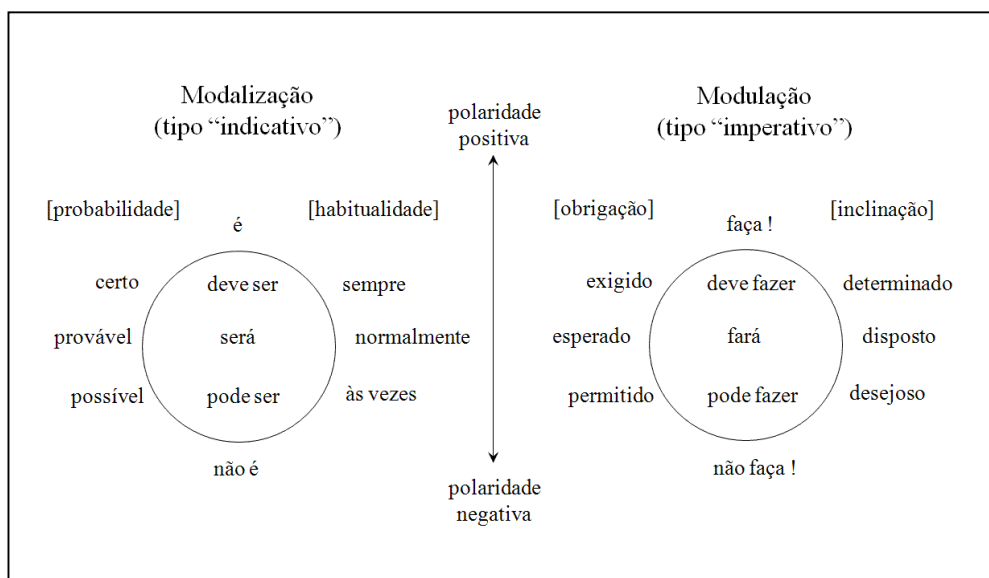 Modalização
(tipo “indicativo”)
polaridade
positiva
Modulação
(tipo “imperativo”)
[probabilidade]
é
[habitualidade]
certo
deve ser
sempre
provável
será
normalmente
possível
pode ser
às vezes
não é
[obrigação]
faça !
[inclinação]
exigido
deve fazer
determinado
esperado
fará
disposto
permitido
pode fazer
desejoso
não faça !
polaridade
negativa